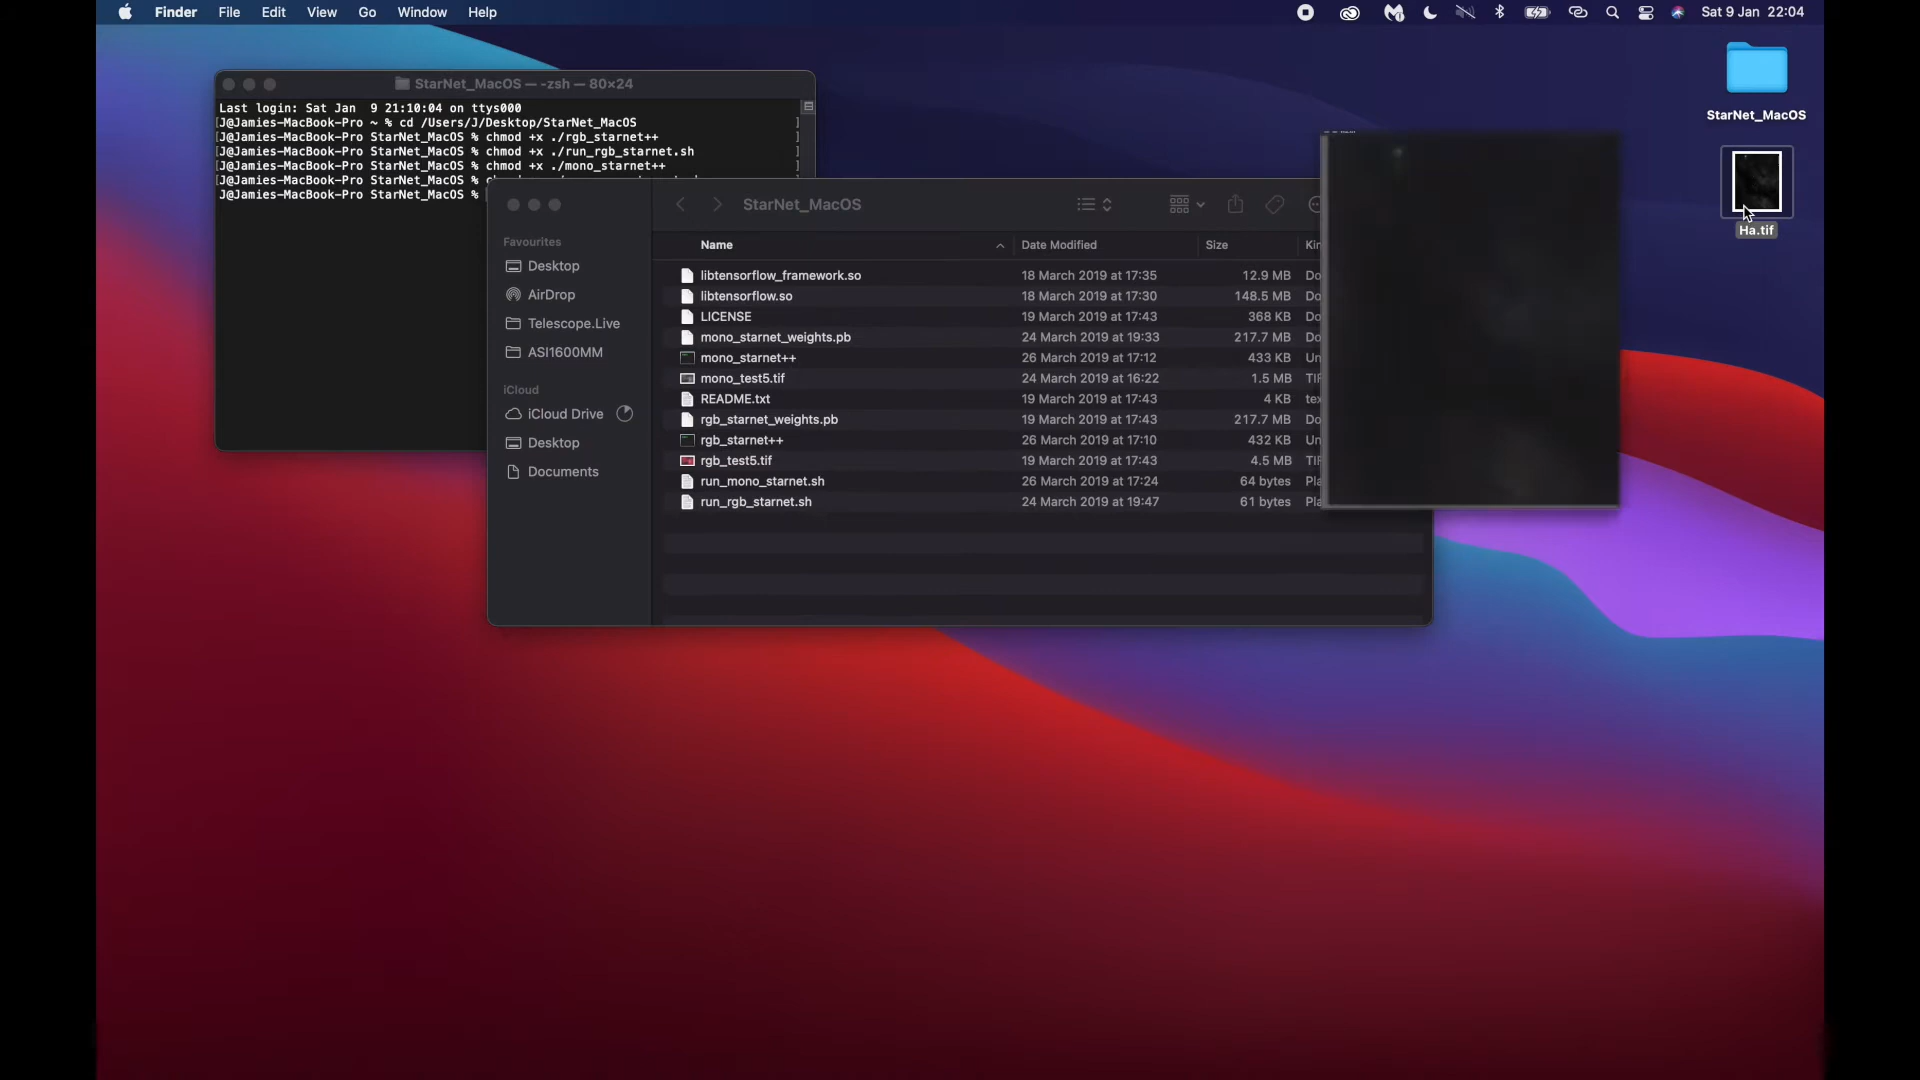 Finder File Edit View Go Window Help Sat 9 Jan 22:04
StarNet_MacOS — -zsh — 80×24
Last login: Sat Jan 9 21:10:04 on ttys000
[J@Jamies-MacBook-Pro ~ % cd /Users/J/Desktop/StarNet_MacOS ]
[J@Jamies-MacBook-Pro StarNet_MacOS % chmod +x ./rgb_starnet++ ]
[J@Jamies-MacBook-Pro StarNet_MacOS % chmod +x ./run_rgb_starnet.sh ]
[J@Jamies-MacBook-Pro StarNet_MacOS % chmod +x ./mono_starnet++ ]
[J@Jamies-MacBook-Pro StarNet_MacOS %
J@Jamies-MacBook-Pro StarNet_MacOS %
StarNet_MacOS
Favourites
Desktop
AirDrop
Telescope.Live
ASI1600MM
iCloud
iCloud Drive
Desktop
Documents
Name Date Modified Size
libtensorflow_framework.so 18 March 2019 at 17:35 12.9 MB
libtensorflow.so 18 March 2019 at 17:30 148.5 MB
LICENSE 19 March 2019 at 17:43 368 KB
mono_starnet_weights.pb 24 March 2019 at 19:33 217.7 MB
mono_starnet++ 26 March 2019 at 17:12 433 KB
mono_test5.tif 24 March 2019 at 16:22 1.5 MB
README.txt 19 March 2019 at 17:43 4 KB
rgb_starnet_weights.pb 19 March 2019 at 17:43 217.7 MB
rgb_starnet++ 26 March 2019 at 17:10 432 KB
rgb_test5.tif 19 March 2019 at 17:43 4.5 MB
run_mono_starnet.sh 26 March 2019 at 17:24 64 bytes
run_rgb_starnet.sh 24 March 2019 at 19:47 61 bytes
StarNet_MacOS
Ha.tif